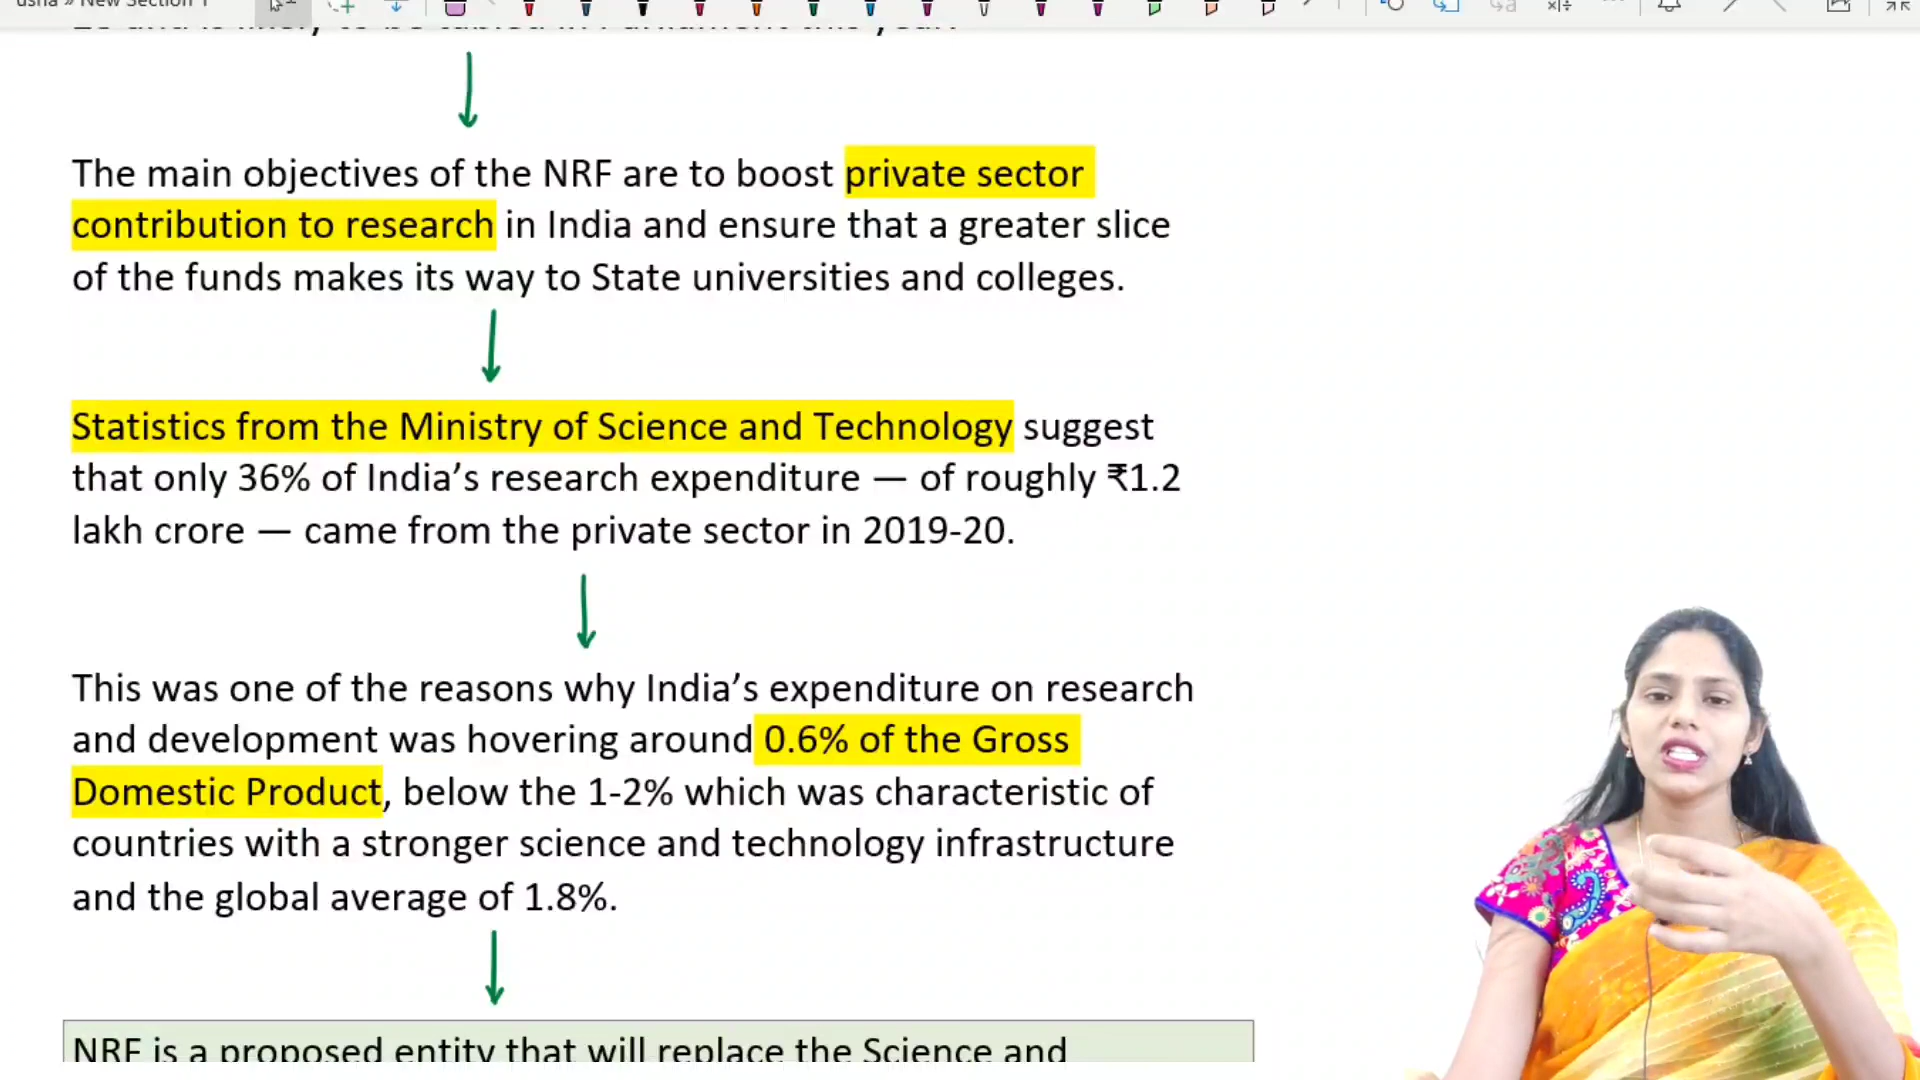 usha » New Section 1
The main objectives of the NRF are to boost private sector
contribution to research in India and ensure that a greater slice
of the funds makes its way to State universities and colleges.
Statistics from the Ministry of Science and Technology suggest
that only 36% of India’s research expenditure — of roughly ₹1.2
lakh crore — came from the private sector in 2019-20.
This was one of the reasons why India’s expenditure on research
and development was hovering around 0.6% of the Gross
Domestic Product, below the 1-2% which was characteristic of
countries with a stronger science and technology infrastructure
and the global average of 1.8%.
NRF is a proposed entity that will replace the Science and